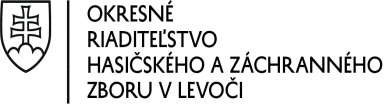 OKRESNÉ
RIADITEĽSTVO
HASIČSKÉHO A ZÁCHRANNÉHO
ZBORU V LEVOČI